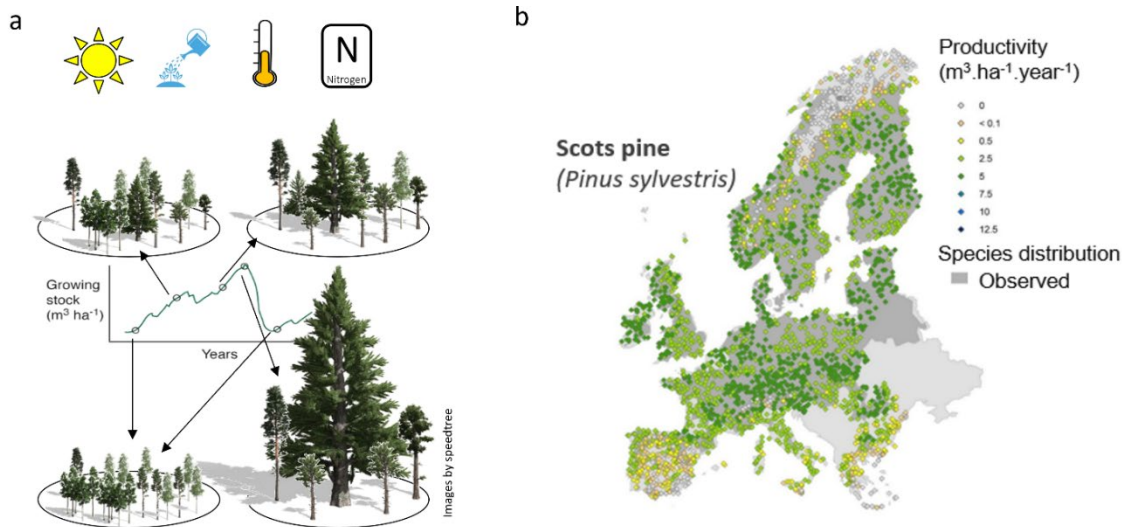 a
N
Nitrogen
Growing
stock
(m³ ha⁻¹)
Years
Images by speedtree
b
Scots pine
(Pinus sylvestris)
Productivity
(m³.ha⁻¹.year⁻¹)
0
< 0.1
0.5
2.5
5
7.5
10
12.5
Species distribution
Observed